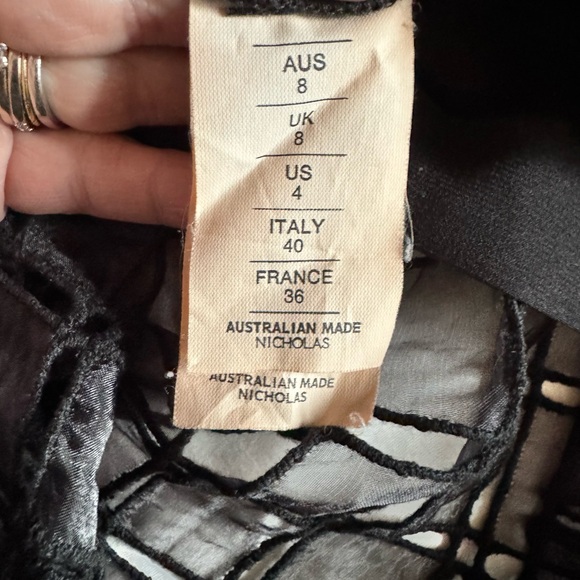 AUS
8
UK
8
US
4
ITALY
40
FRANCE
36
AUSTRALIAN MADE
NICHOLAS
AUSTRALIAN MADE
NICHOLAS